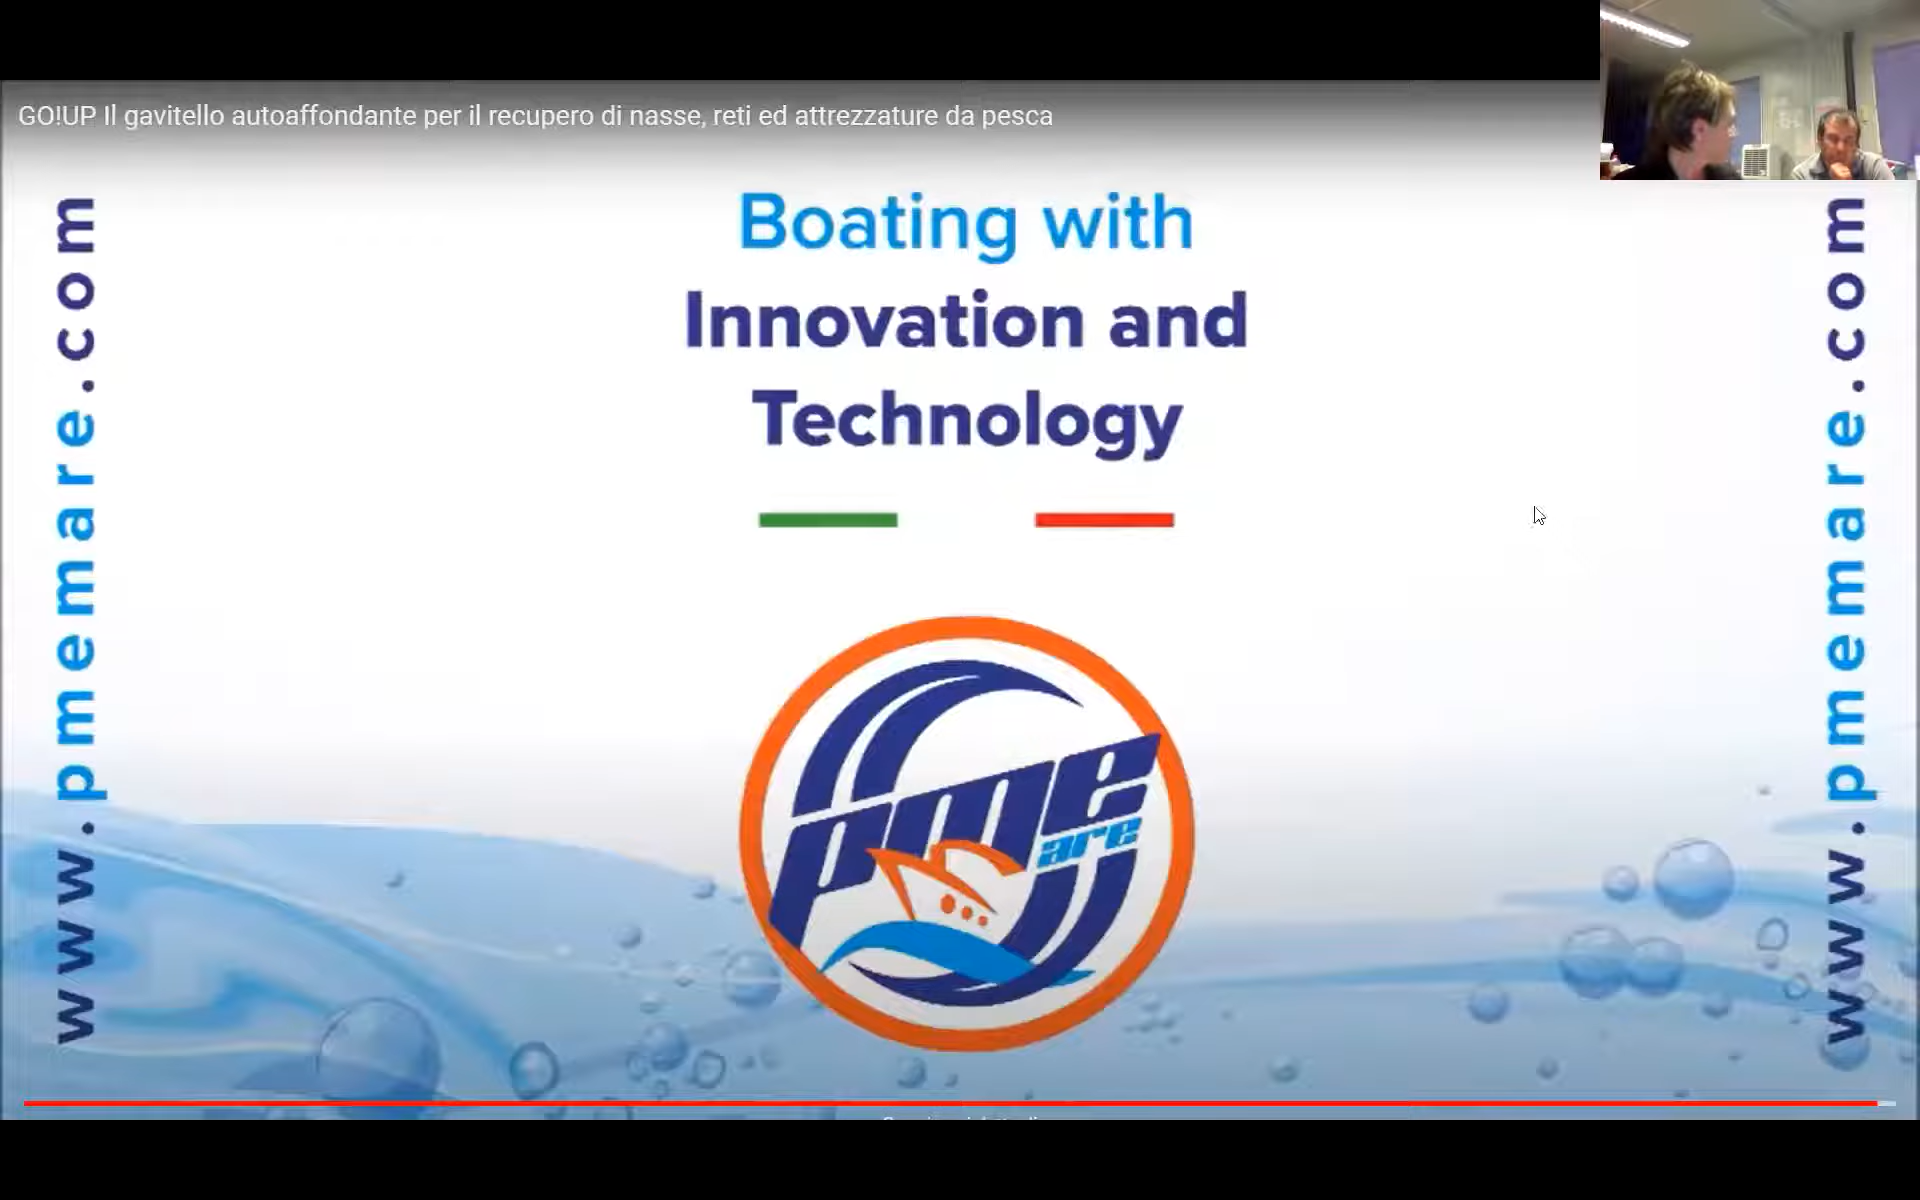 GO!UP Il gavitello autoaffondante per il recupero di nasse, reti ed attrezzature da pesca
Boating with
Innovation and
Technology
www.pmemare.com
www.pmemare.com
pme
are